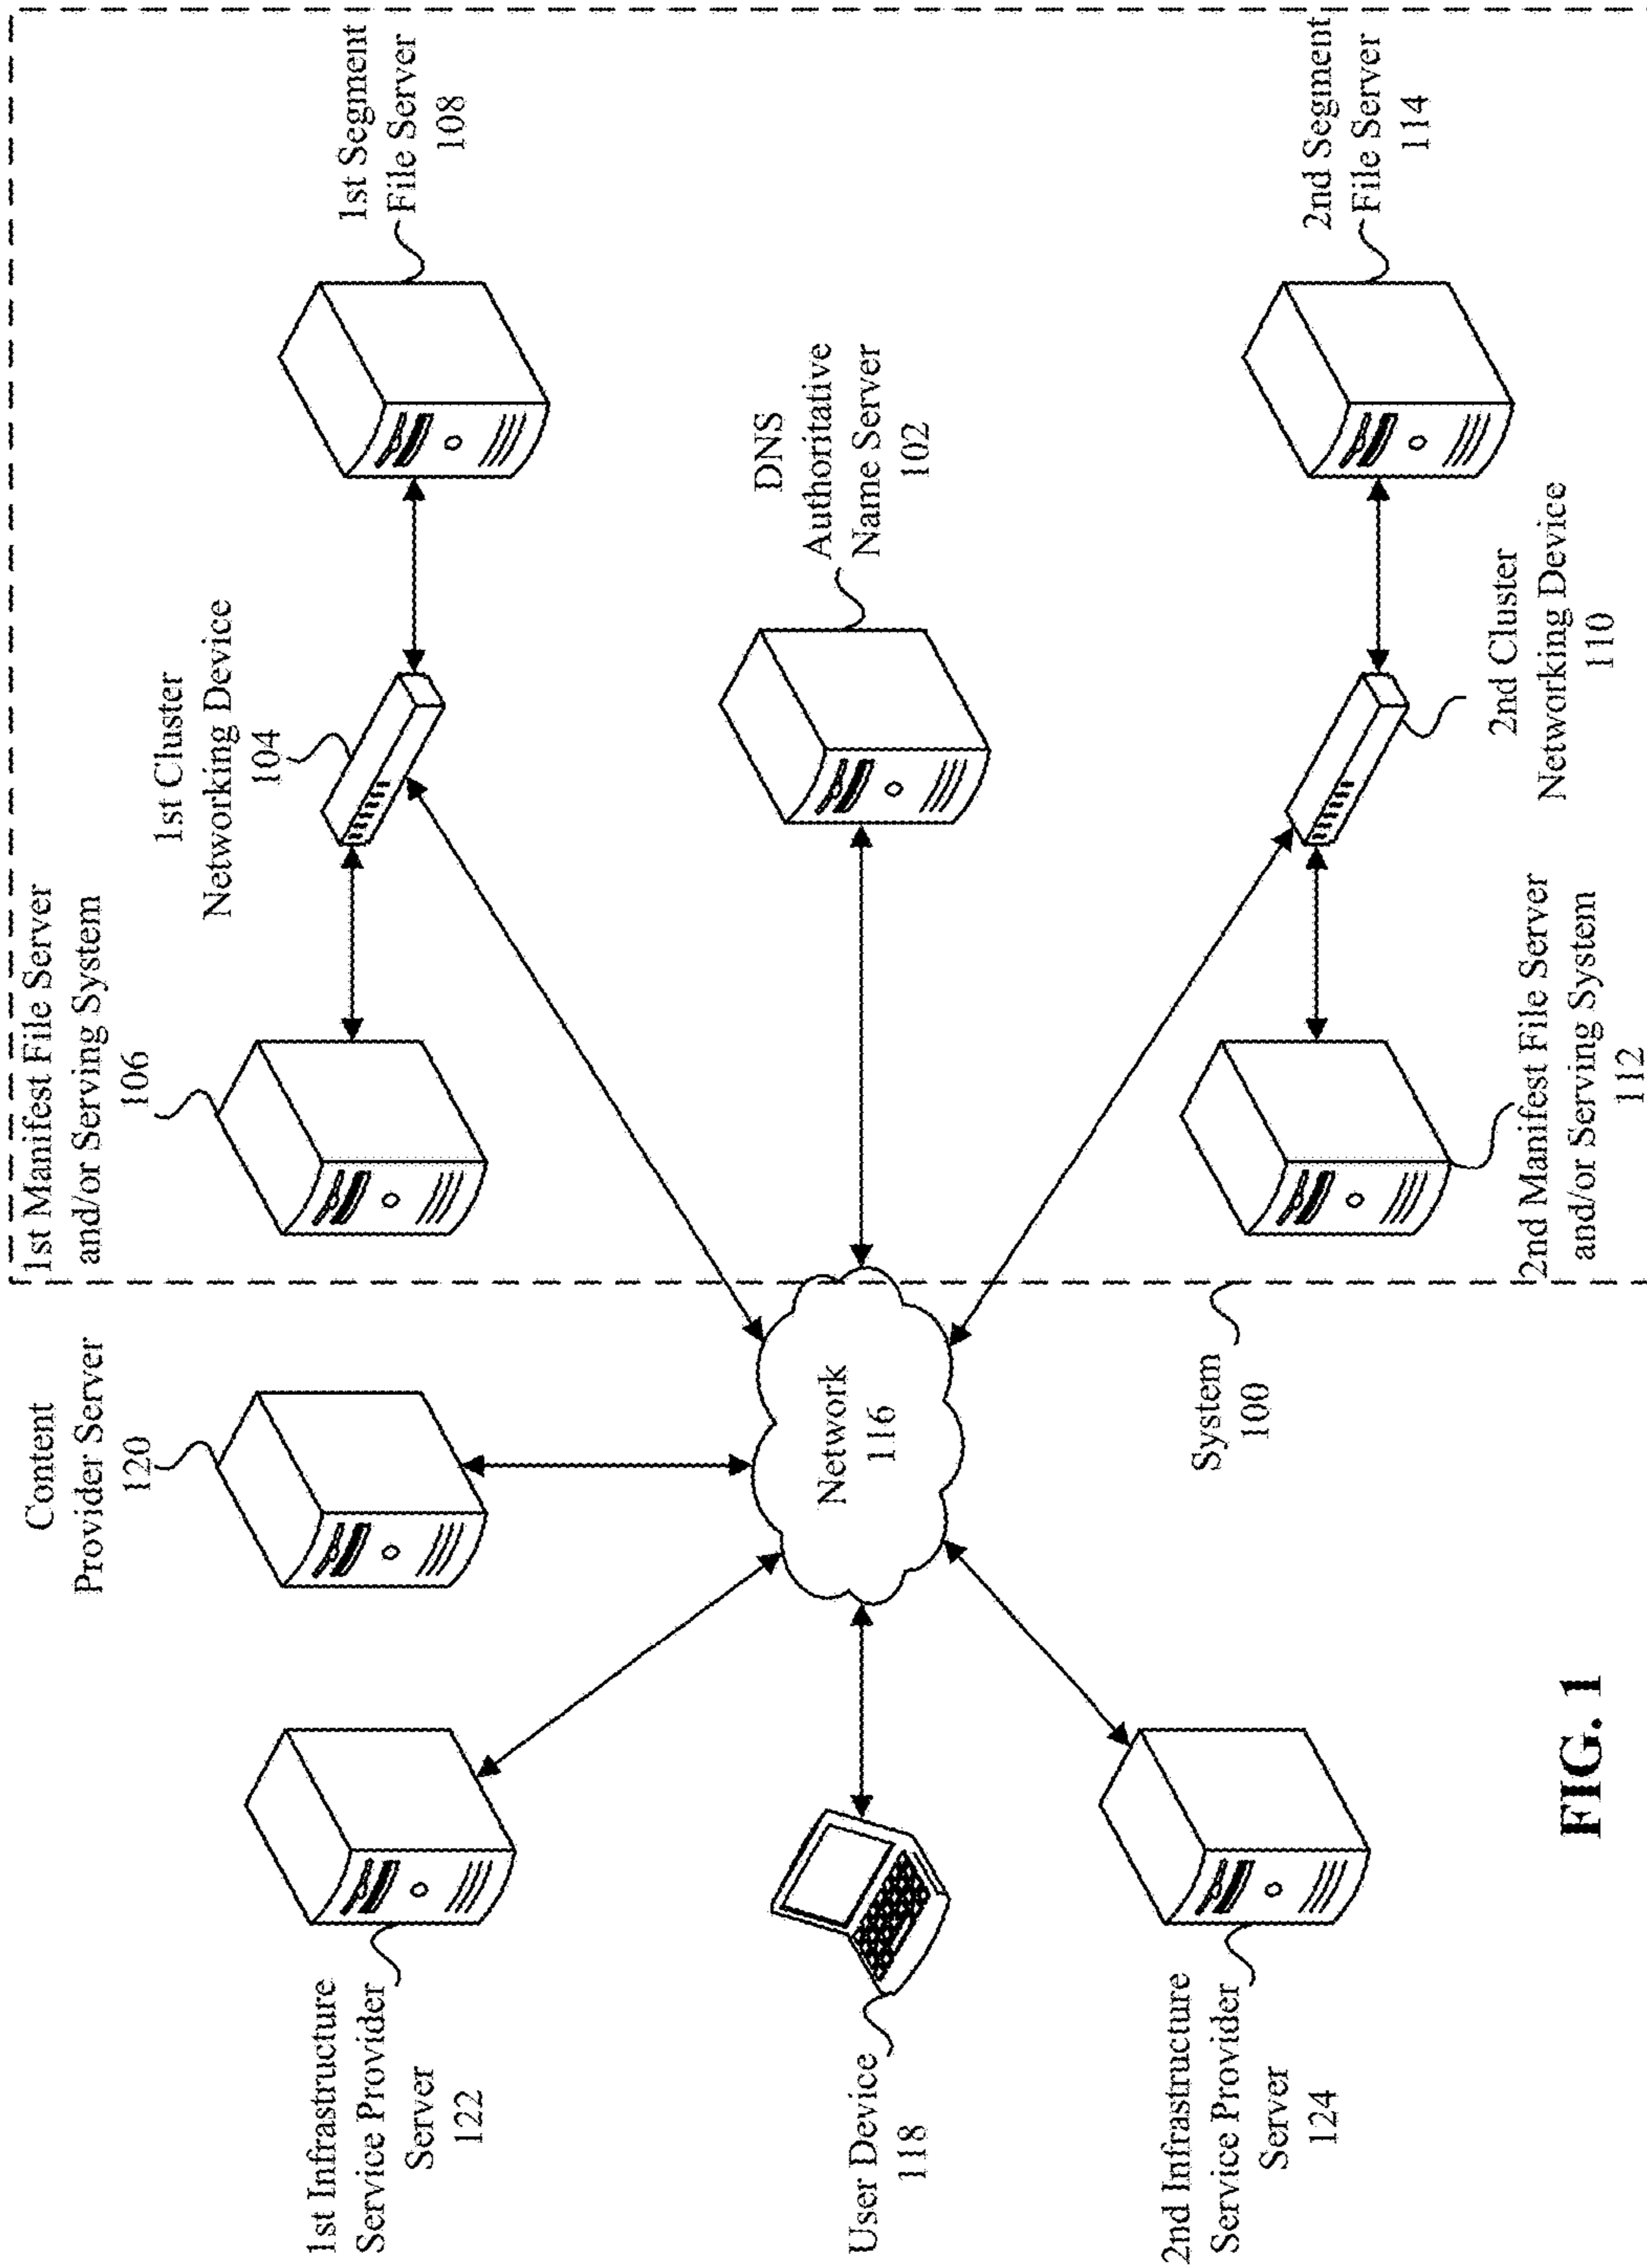 1st Infrastructure
Service Provider
Server
122
Content
Provider Server
120
1st Manifest File Server
and/or Serving System
106
1st Cluster
Networking Device
104
1st Segment
File Server
108
User Device
118
Network
116
DNS
Authoritative
Name Server
102
2nd Infrastructure
Service Provider
Server
124
System
100
2nd Manifest File Server
and/or Serving System
112
2nd Cluster
Networking Device
110
2nd Segment
File Server
114
FIG. 1